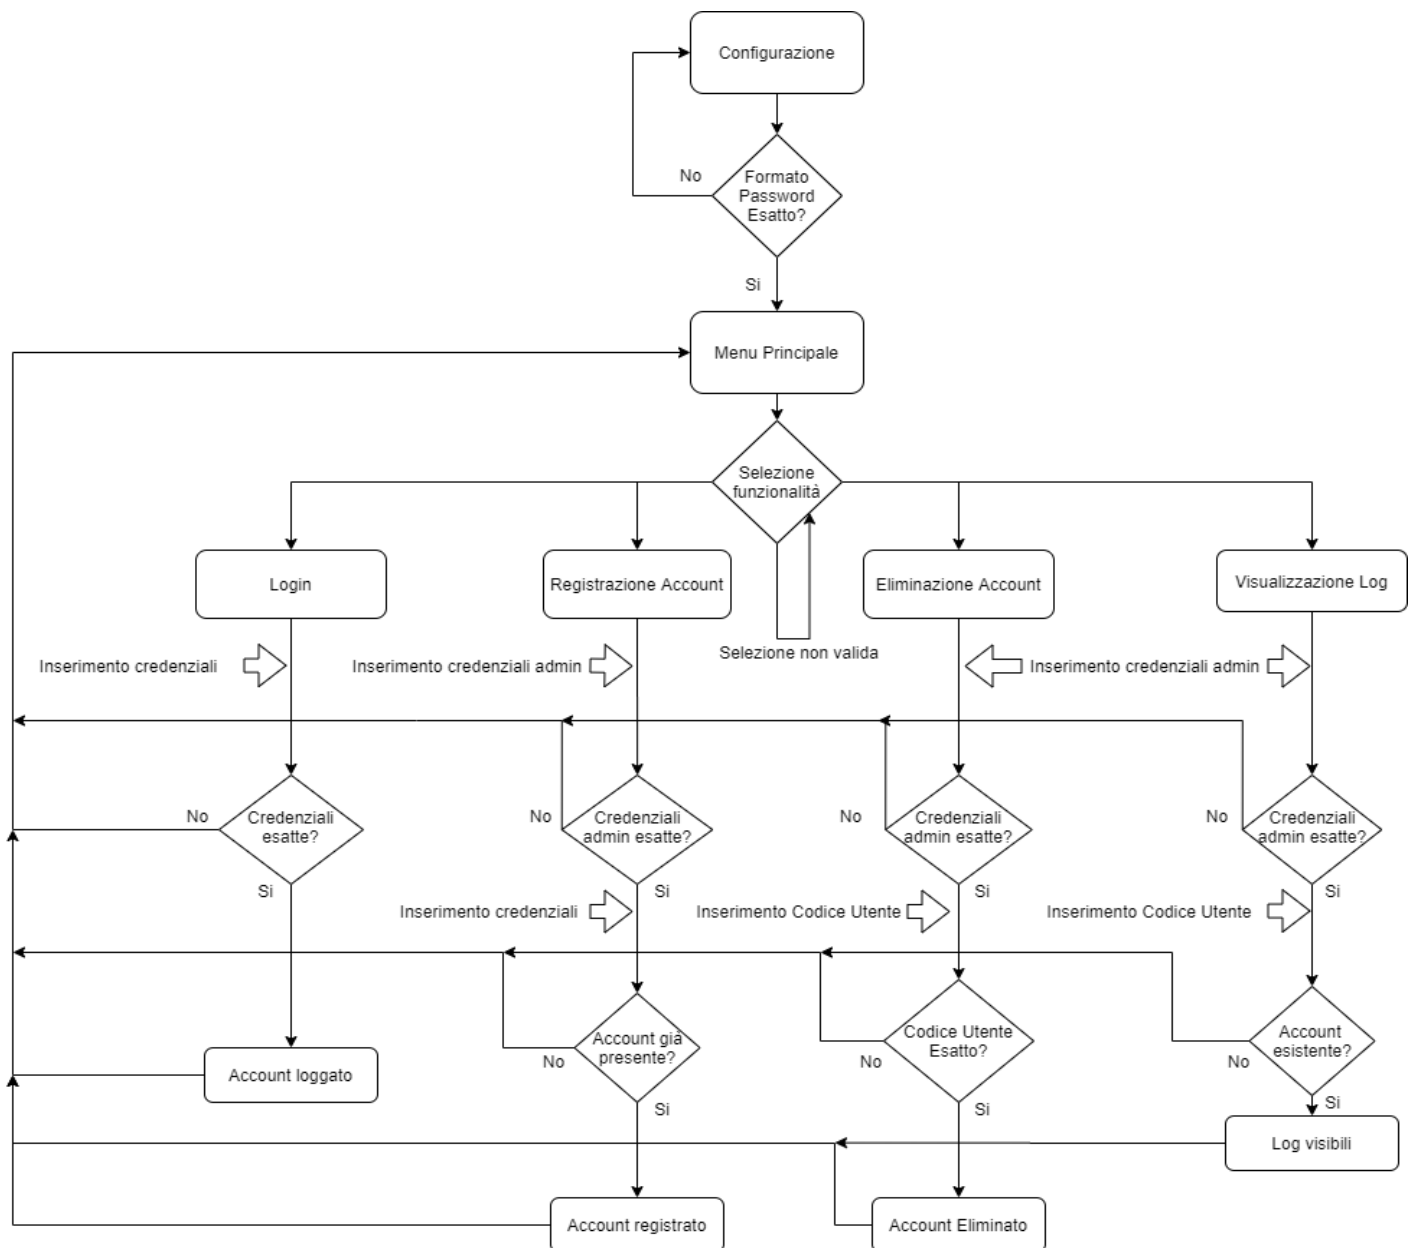 Configurazione
No
Formato
Password
Esatto?
Si
Menu Principale
Selezione
funzionalità
Login
Registrazione Account
Eliminazione Account
Visualizzazione Log
Selezione non valida
Inserimento credenziali
Inserimento credenziali admin
Inserimento credenziali admin
No
Credenziali
esatte?
No
Credenziali
admin esatte?
No
Credenziali
admin esatte?
No
Credenziali
admin esatte?
Si
Si
Si
Si
Inserimento credenziali
Inserimento Codice Utente
Inserimento Codice Utente
Account già
presente?
No
Codice Utente
Esatto?
No
Account
esistente?
No
Account loggato
Si
Si
Si
Log visibili
Account registrato
Account Eliminato